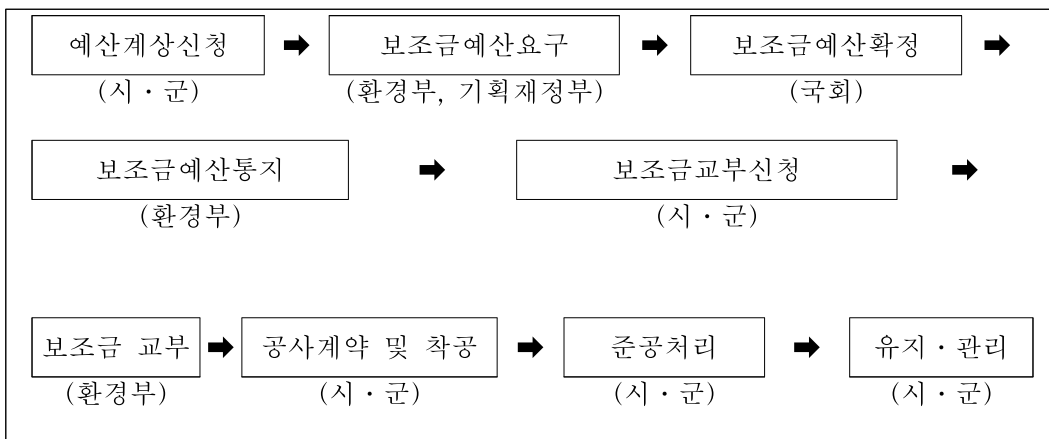 예산계상신청 ➡ 보조금예산요구 ➡ 보조금예산확정 ➡
(시·군) (환경부, 기획재정부) (국회)
보조금예산통지 ➡ 보조금교부신청 ➡
(환경부) (시·군)
보조금 교부 ➡ 공사계약 및 착공 ➡ 준공처리 ➡ 유지·관리
(환경부) (시·군) (시·군) (시·군)